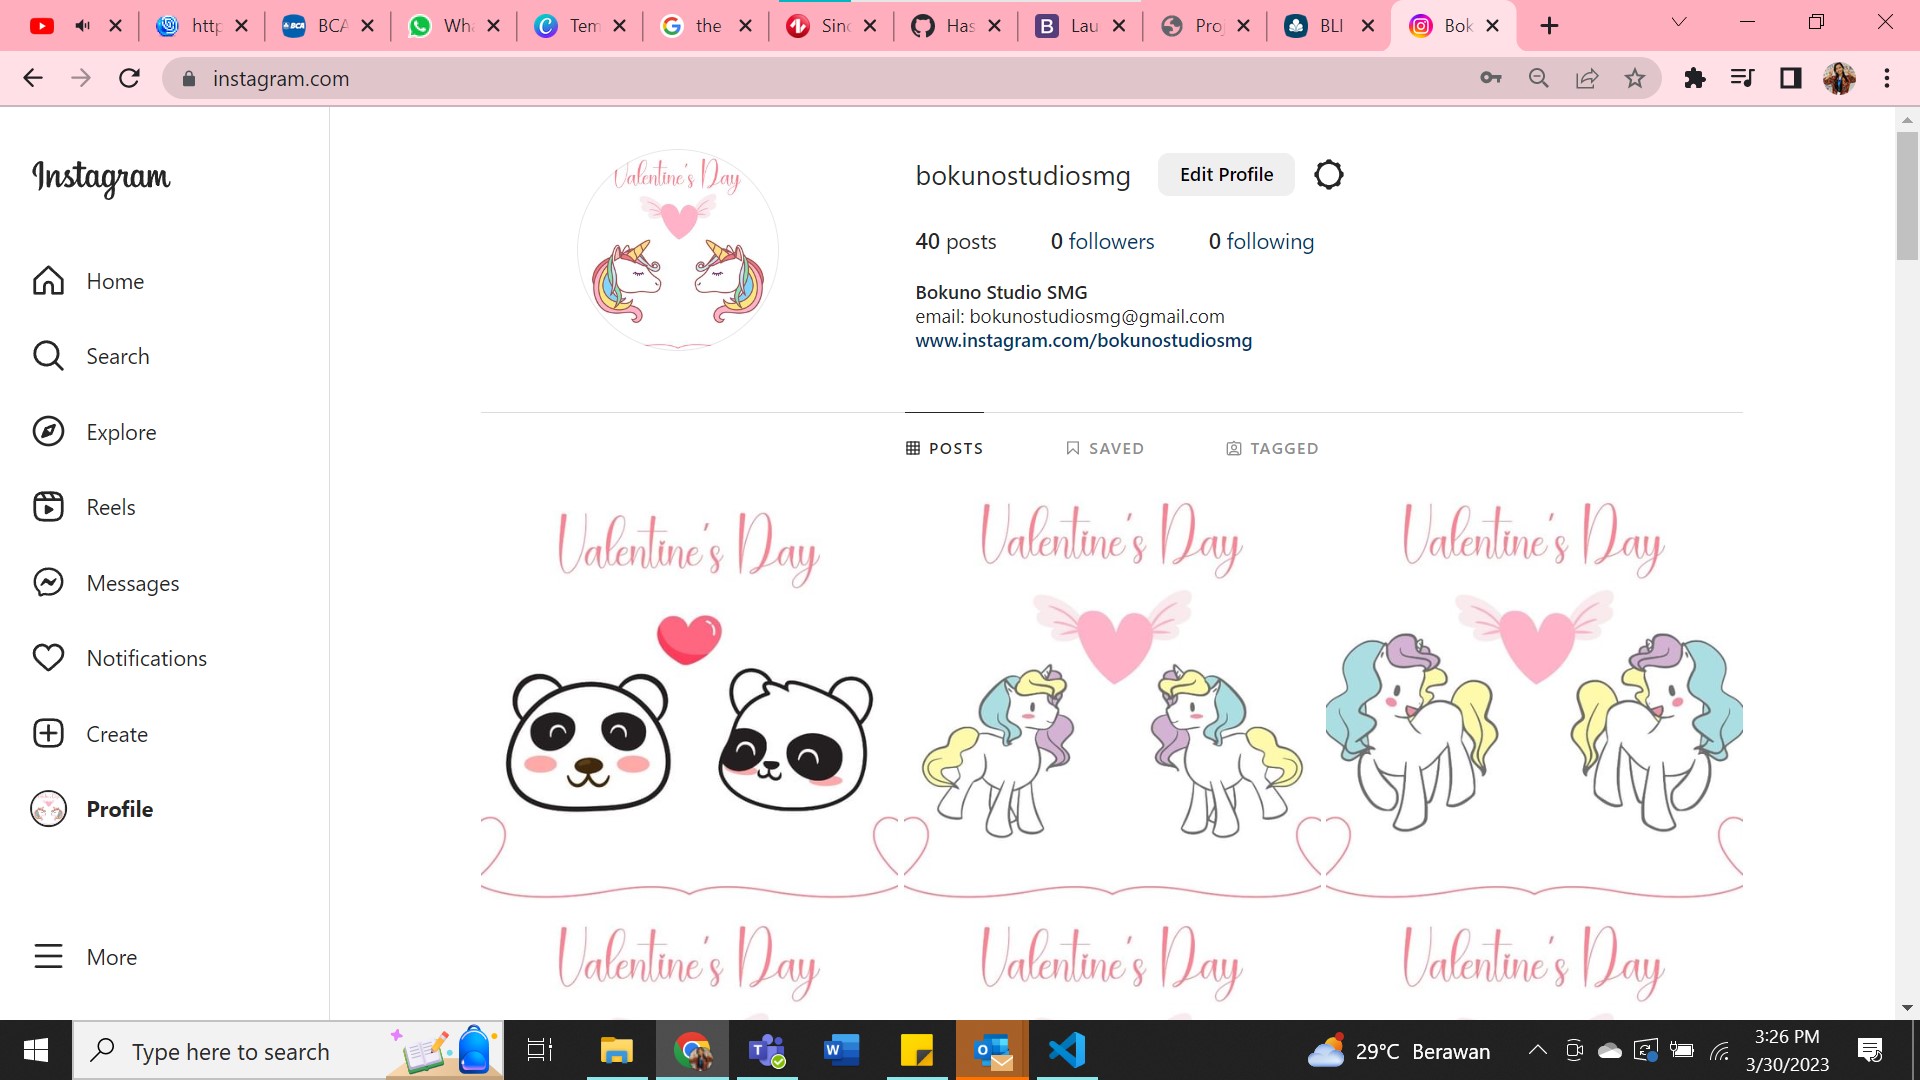 http
BCA
Wha
Tem
the
Sinc
Has
Lau
Proj
BLI
Bok
instagram.com
Instagram
Home
Search
Explore
Reels
Messages
Notifications
Create
Profile
More
Valentine's Day
bokunostudiosmg Edit Profile
40 posts 0 followers 0 following
Bokuno Studio SMG
email: bokunostudiosmg@gmail.com
www.instagram.com/bokunostudiosmg
POSTS SAVED TAGGED
Valentine's Day
Valentine's Day
Valentine's Day
Valentine's Day
Valentine's Day
Valentine's Day
Type here to search
29°C Berawan
3:26 PM
3/30/2023